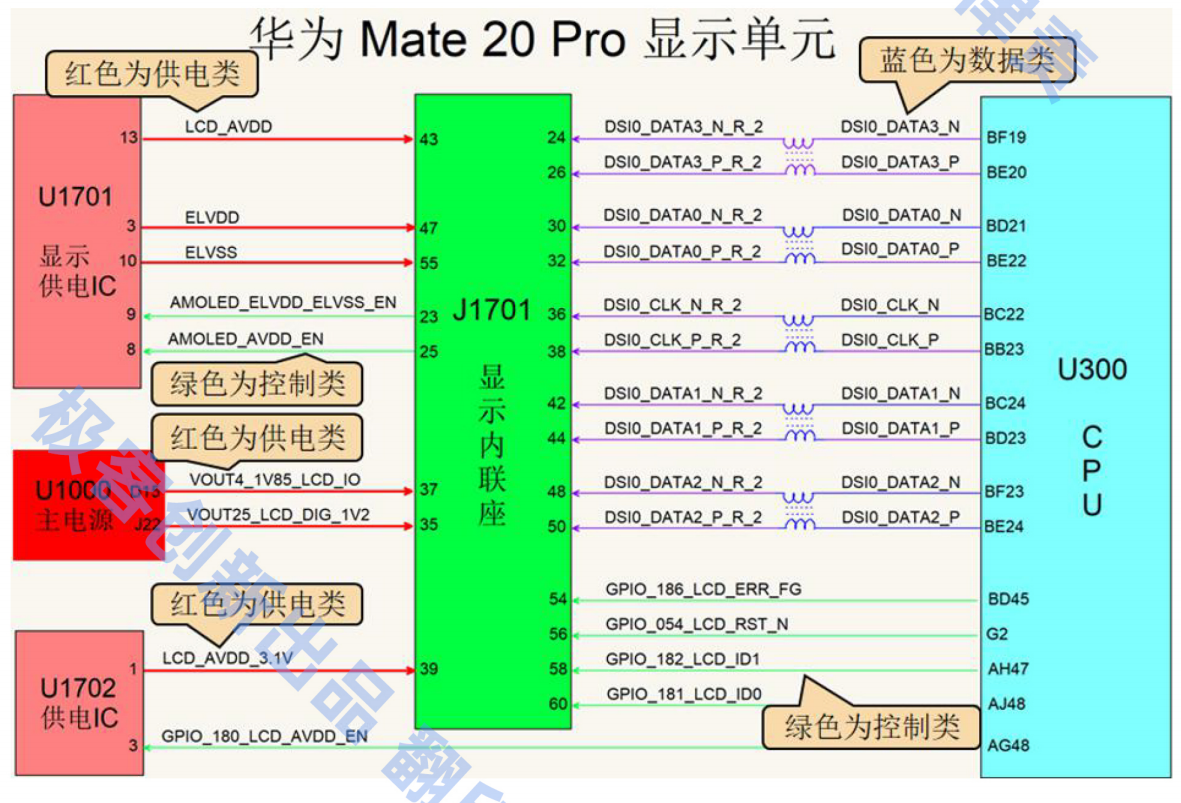 华为 Mate 20 Pro 显示单元
红色为供电类
蓝色为数据类
U1701
显示
供电IC
13
LCD_AVDD
43
3
ELVDD
47
10
ELVSS
55
9
AMOLED_ELVDD_ELVSS_EN
23
8
AMOLED_AVDD_EN
25
绿色为控制类
红色为供电类
U1000
主电源
D15
VOUT4_1V85_LCD_IO
37
J22
VOUT25_LCD_DIG_1V2
35
红色为供电类
U1702
供电IC
1
LCD_AVDD_3.1V
39
3
GPIO_180_LCD_AVDD_EN
AG48
J1701
显
示
内
联
座
24
DSI0_DATA3_N_R_2
DSI0_DATA3_N
BF19
26
DSI0_DATA3_P_R_2
DSI0_DATA3_P
BE20
30
DSI0_DATA0_N_R_2
DSI0_DATA0_N
BD21
32
DSI0_DATA0_P_R_2
DSI0_DATA0_P
BE22
36
DSI0_CLK_N_R_2
DSI0_CLK_N
BC22
38
DSI0_CLK_P_R_2
DSI0_CLK_P
BB23
42
DSI0_DATA1_N_R_2
DSI0_DATA1_N
BC24
44
DSI0_DATA1_P_R_2
DSI0_DATA1_P
BD23
48
DSI0_DATA2_N_R_2
DSI0_DATA2_N
BF23
50
DSI0_DATA2_P_R_2
DSI0_DATA2_P
BE24
54
GPIO_186_LCD_ERR_FG
BD45
56
GPIO_054_LCD_RST_N
G2
58
GPIO_182_LCD_ID1
AH47
60
GPIO_181_LCD_ID0
AJ48
绿色为控制类
U300
C
P
U
极客创新出品